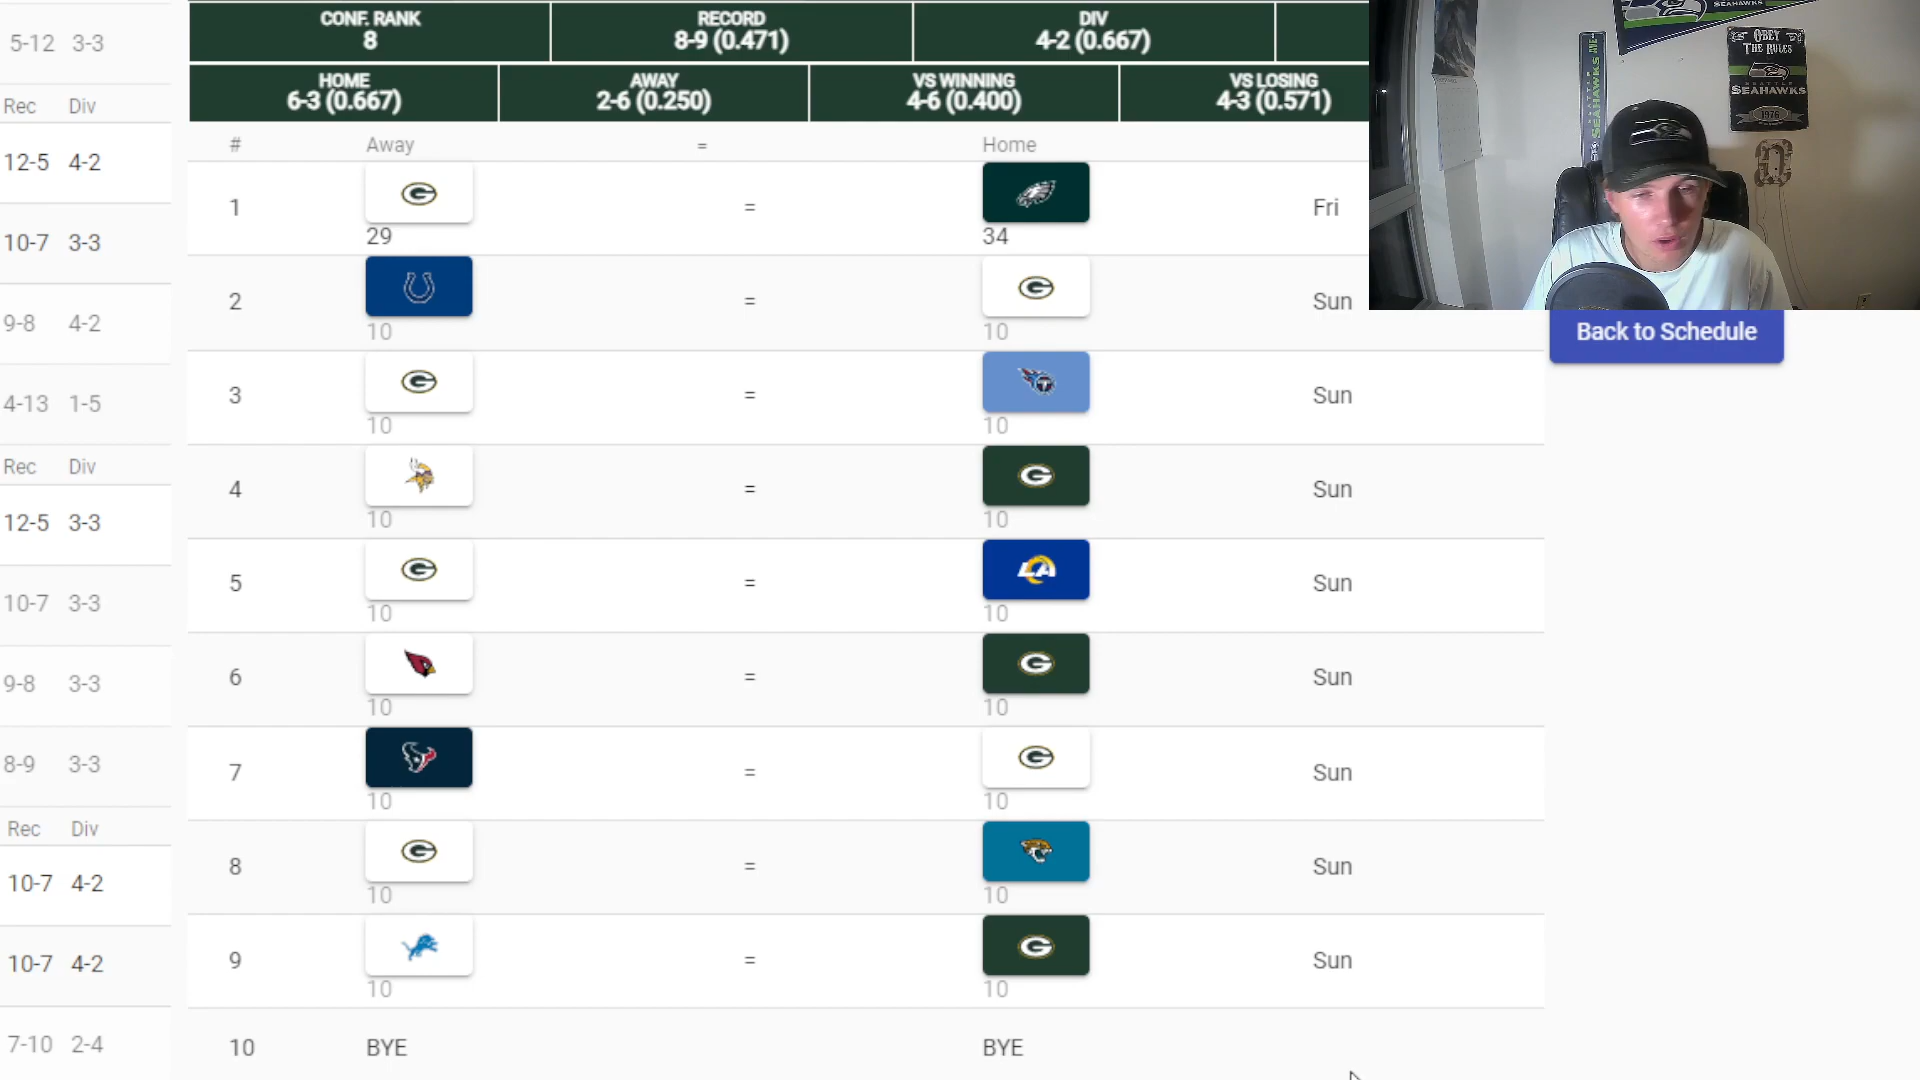 5-12 3-3
Rec Div
12-5 4-2
10-7 3-3
9-8 4-2
4-13 1-5
Rec Div
12-5 3-3
10-7 3-3
9-8 3-3
8-9 3-3
Rec Div
10-7 4-2
10-7 4-2
7-10 2-4
CONF. RANK
8
RECORD
8-9 (0.471)
DIV
4-2 (0.667)
HOME
6-3 (0.667)
AWAY
2-6 (0.250)
VS WINNING
4-6 (0.400)
VS LOSING
4-3 (0.571)
# Away = Home
1 = Fri
29 34
2 = Sun
10 10
3 = Sun
10 10
4 = Sun
10 10
5 = Sun
LA
10 10
6 = Sun
10 10
7 = Sun
10 10
8 = Sun
10 10
9 = Sun
10 10
10 BYE BYE
Back to Schedule
SEAHAWKS
SEAHAWKS AVE
OBEY
THE RULES
SEAHAWKS
1976